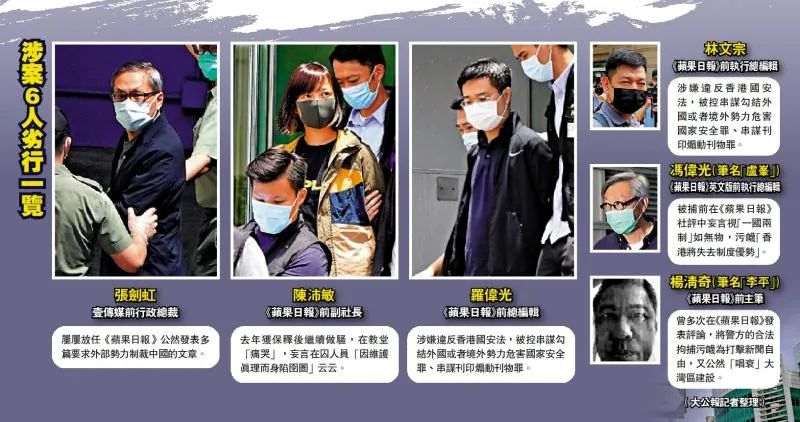 涉案6人劣行一覽
張劍虹
壹傳媒前行政總裁
屢屢放任《蘋果日報》公然發表多
篇要求外部勢力制裁中國的文章。
陳沛敏
《蘋果日報》前副社長
去年獲保釋後繼續做騷，在教堂
「痛哭」，妄言在囚人員「因維護
真理而身陷囹圄」云云。
羅偉光
《蘋果日報》前總編輯
涉嫌違反香港國安法，被控串謀勾
結外國或者境外勢力危害國家安全
罪、串謀刊印煽動刊物罪。
林文宗
《蘋果日報》前執行總編輯
涉嫌違反香港國安
法，被控串謀勾結外
國或者境外勢力危害
國家安全罪、串謀刊
印煽動刊物罪。
馮偉光(筆名「盧峯」)
《蘋果日報》英文版前執行總編輯
被捕前在《蘋果日報》
社評中妄言視「一國兩
制」如無物，污衊「香
港將失去制度優勢」。
楊清奇(筆名「李平」)
《蘋果日報》前主筆
曾多次在《蘋果日報》發
表評論，將警方的合法
拘捕污衊為打擊新聞自
由，又公然「唱衰」大
灣區建設。
(大公報記者整理)